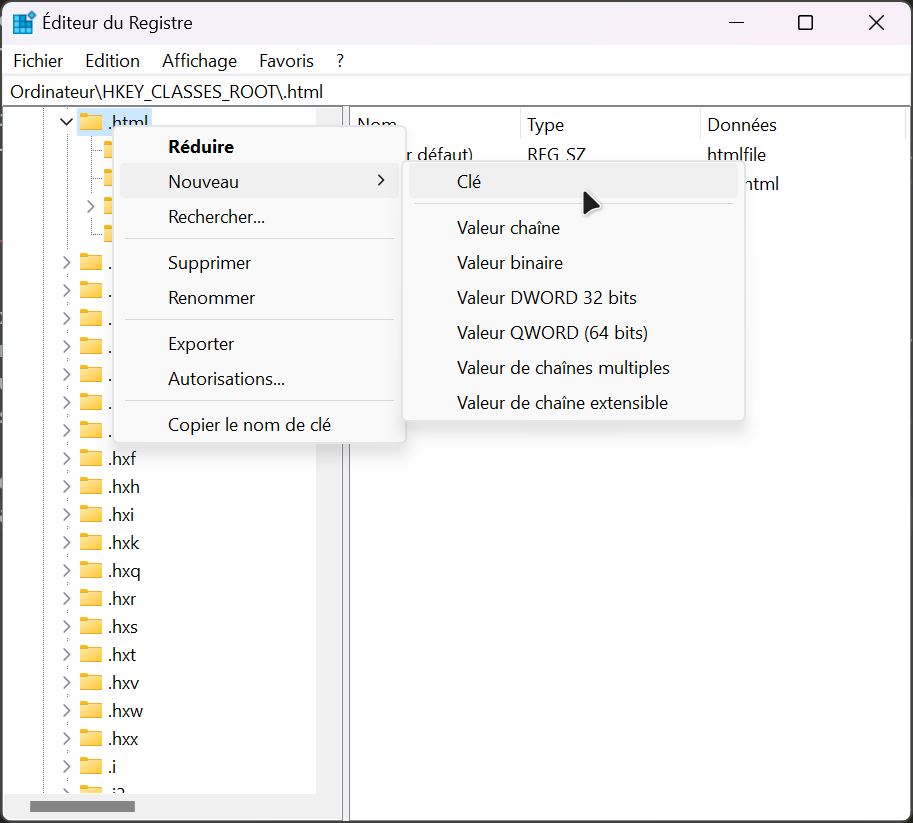 Éditeur du Registre
Fichier Edition Affichage Favoris ?
Ordinateur\HKEY_CLASSES_ROOT\.html
.html
Nom Type Données
r défaut) REG_SZ htmlfile
html
Réduire
Nouveau
Rechercher...
Supprimer
Renommer
Exporter
Autorisations...
Copier le nom de clé
Clé
Valeur chaîne
Valeur binaire
Valeur DWORD 32 bits
Valeur QWORD (64 bits)
Valeur de chaînes multiples
Valeur de chaîne extensible
.hxf
.hxh
.hxi
.hxk
.hxq
.hxr
.hxs
.hxt
.hxv
.hxw
.hxx
.i